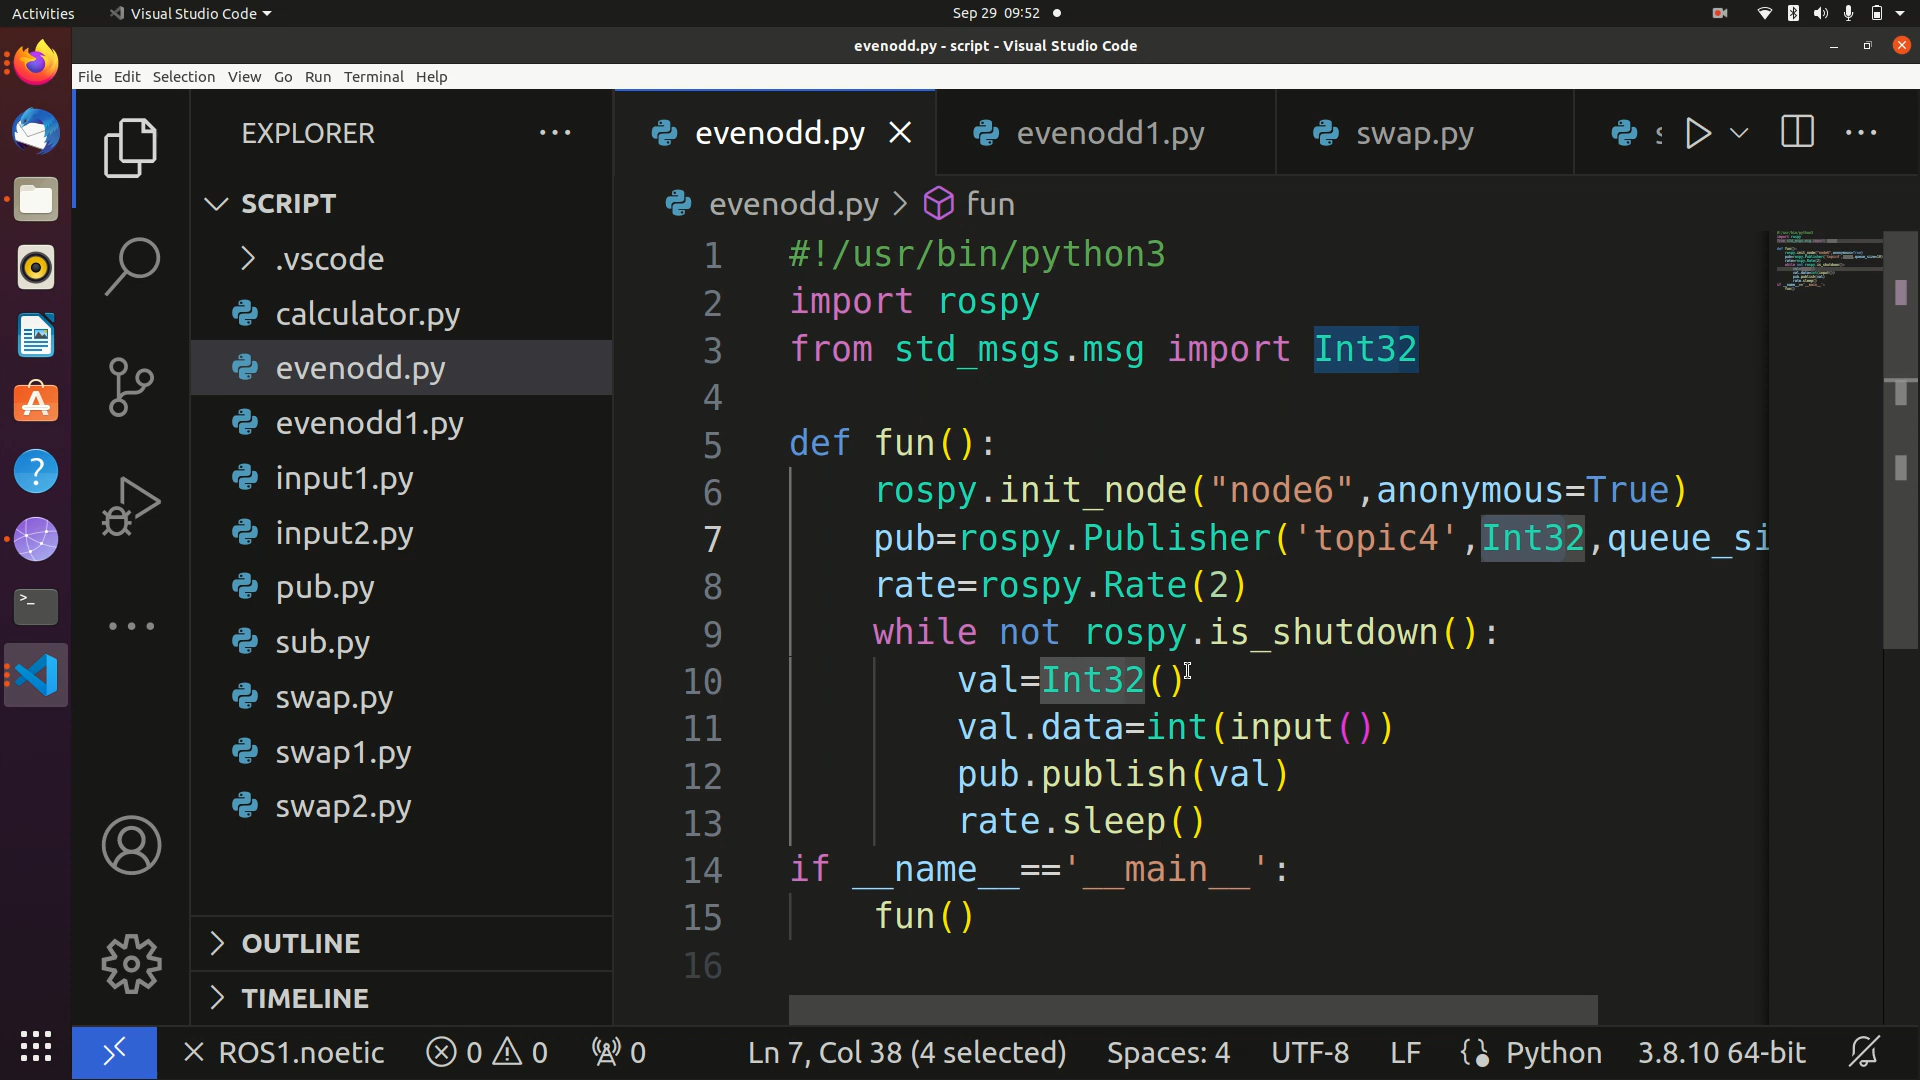 Activities Visual Studio Code Sep 29 09:52
evenodd.py - script - Visual Studio Code
File Edit Selection View Go Run Terminal Help
EXPLORER
SCRIPT
.vscode
calculator.py
evenodd.py
evenodd1.py
input1.py
input2.py
pub.py
sub.py
swap.py
swap1.py
swap2.py
OUTLINE
TIMELINE
evenodd.py evenodd1.py swap.py
evenodd.py > fun
1 #!/usr/bin/python3
2 import rospy
3 from std_msgs.msg import Int32
4
5 def fun():
6 rospy.init_node("node6",anonymous=True)
7 pub=rospy.Publisher('topic4',Int32,queue_si
8 rate=rospy.Rate(2)
9 while not rospy.is_shutdown():
10 val=Int32()
11 val.data=int(input())
12 pub.publish(val)
13 rate.sleep()
14 if __name__=='__main__':
15 fun()
16
ROS1.noetic 0 0 0 Ln 7, Col 38 (4 selected) Spaces: 4 UTF-8 LF Python 3.8.10 64-bit